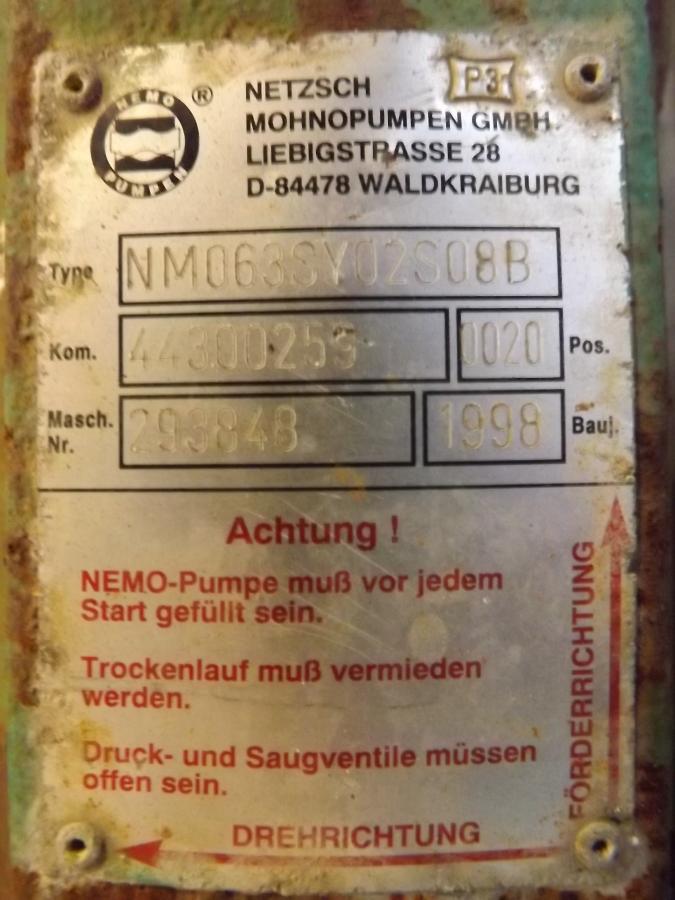 NEMO
PUMPEN
®
NETZSCH
P3
MOHNOPUMPEN GMBH
LIEBIGSTRASSE 28
D-84478 WALDKRAIBURG
Type NM063SY02S08B
Kom. 44300259 0020 Pos.
Masch. Nr. 293848 1998 Bauj.
Achtung !
NEMO-Pumpe muß vor jedem
Start gefüllt sein.
Trockenlauf muß vermieden
werden.
Druck- und Saugventile müssen
offen sein.
FÖRDERRICHTUNG
DREHRICHTUNG